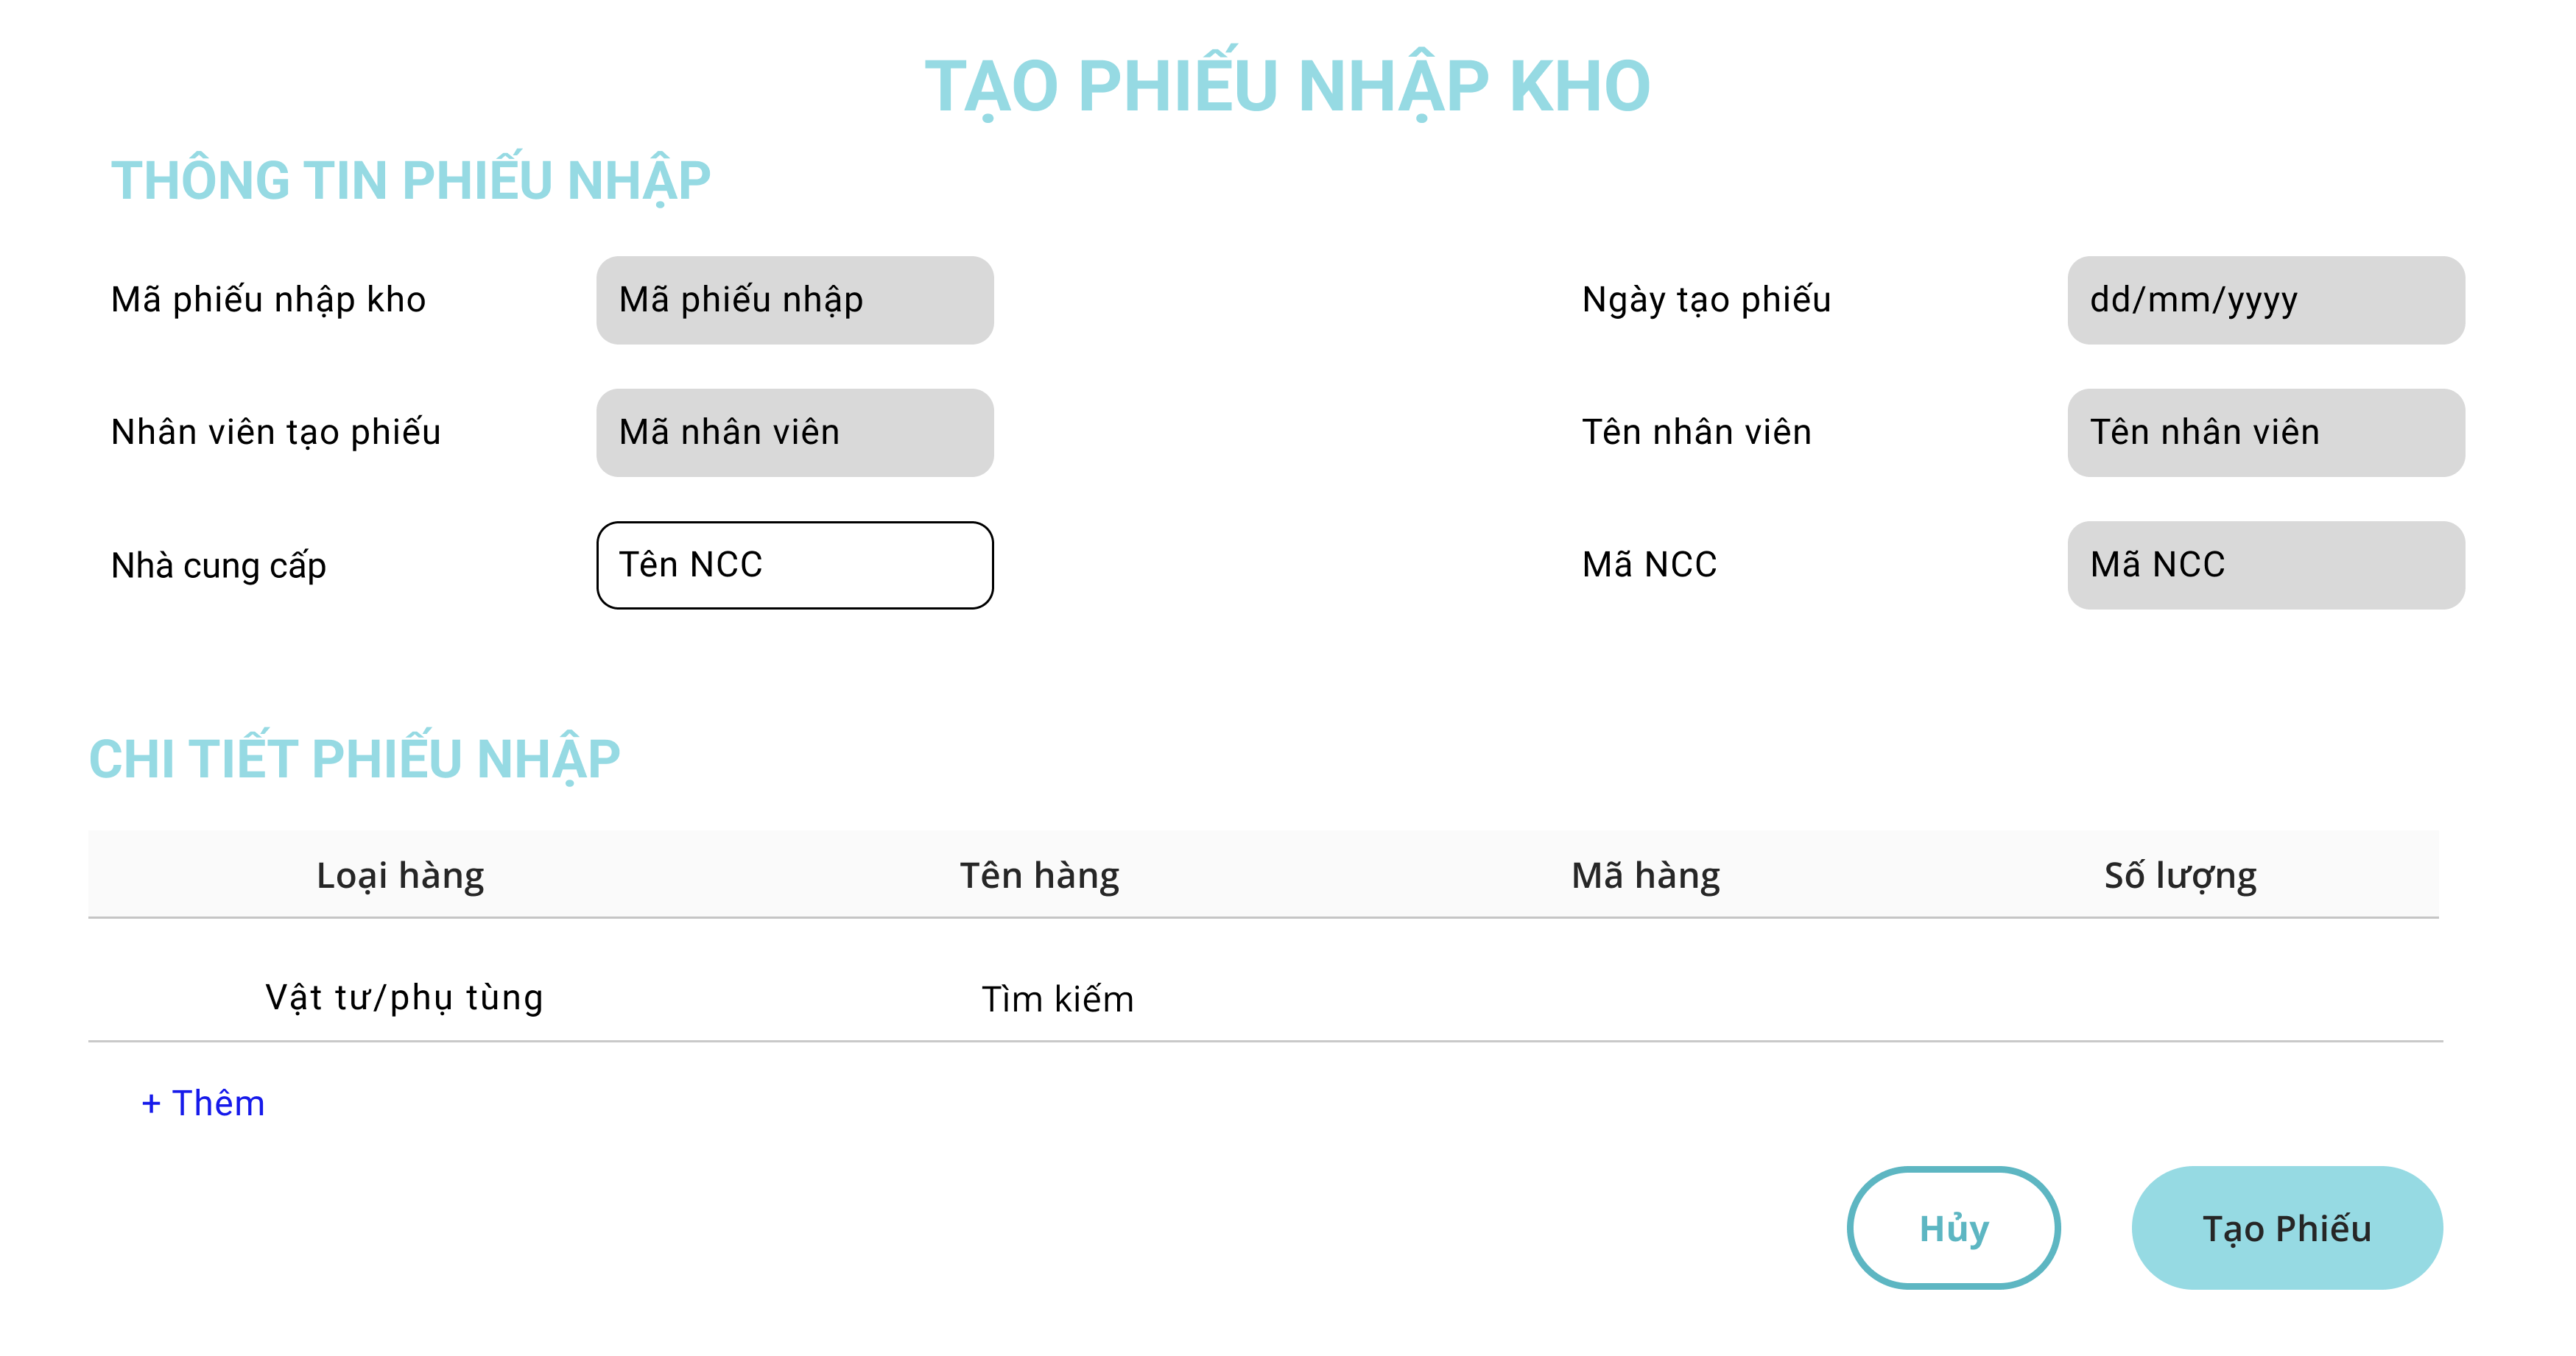 TẠO PHIẾU NHẬP KHO
THÔNG TIN PHIẾU NHẬP
Mã phiếu nhập kho Mã phiếu nhập Ngày tạo phiếu dd/mm/yyyy
Nhân viên tạo phiếu Mã nhân viên Tên nhân viên Tên nhân viên
Nhà cung cấp Tên NCC Mã NCC Mã NCC
CHI TIẾT PHIẾU NHẬP
Loại hàng Tên hàng Mã hàng Số lượng
Vật tư/phụ tùng Tìm kiếm
+ Thêm
Hủy Tạo Phiếu